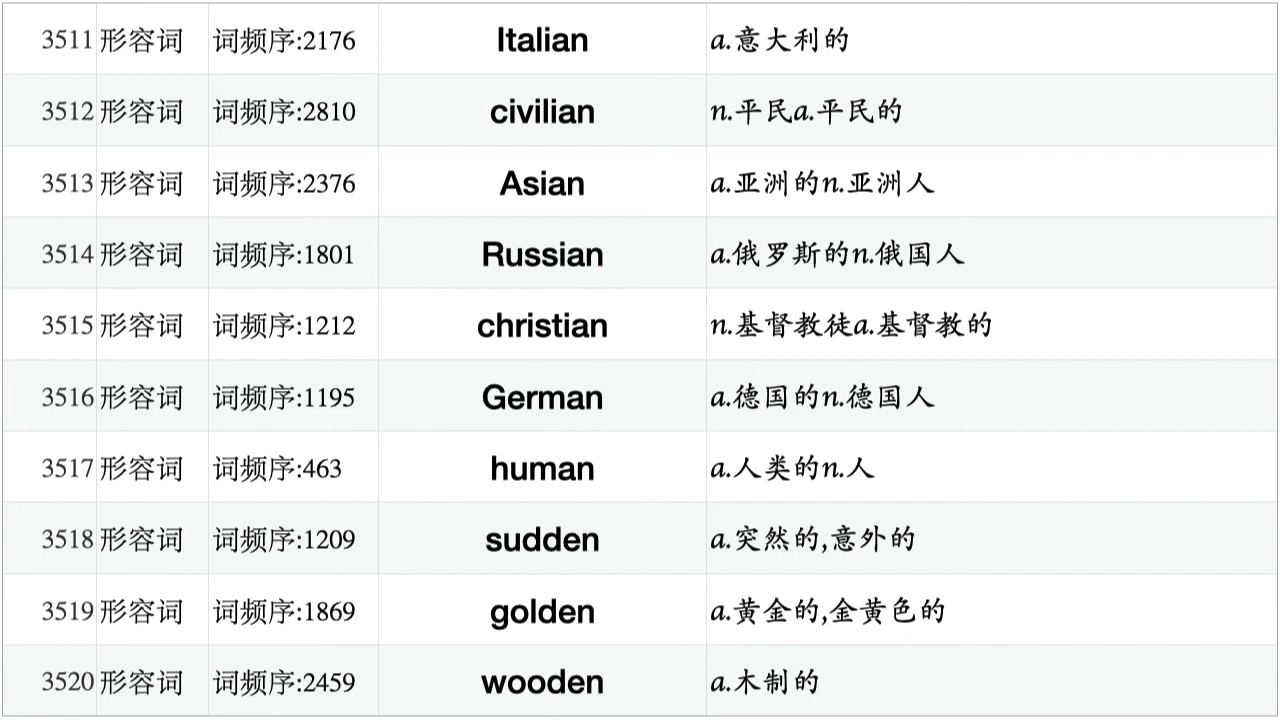 3511 形容词 词频序:2176 Italian a.意大利的
3512 形容词 词频序:2810 civilian n.平民a.平民的
3513 形容词 词频序:2376 Asian a.亚洲的n.亚洲人
3514 形容词 词频序:1801 Russian a.俄罗斯的n.俄国人
3515 形容词 词频序:1212 christian n.基督教徒a.基督教的
3516 形容词 词频序:1195 German a.德国的n.德国人
3517 形容词 词频序:463 human a.人类的n.人
3518 形容词 词频序:1209 sudden a.突然的,意外的
3519 形容词 词频序:1869 golden a.黄金的,金黄色的
3520 形容词 词频序:2459 wooden a.木制的